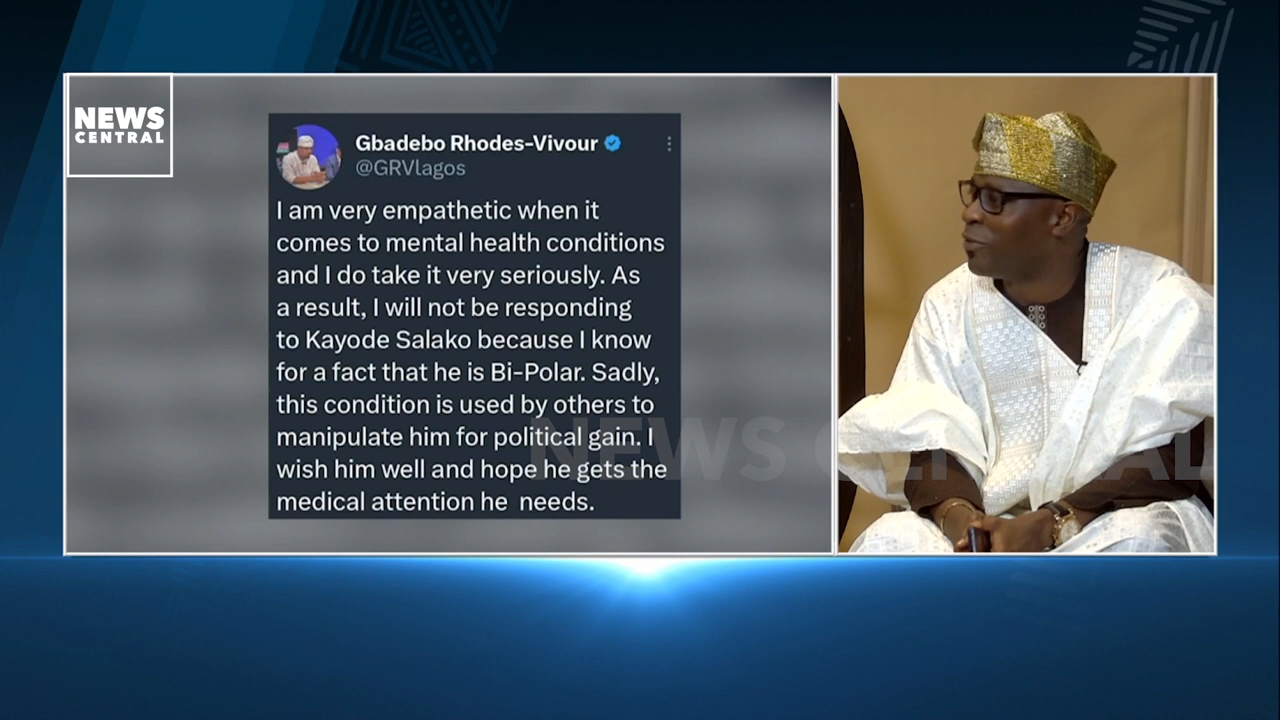 NEWS
CENTRAL
Gbadebo Rhodes-Vivour
@GRVlagos
I am very empathetic when it
comes to mental health conditions
and I do take it very seriously. As
a result, I will not be responding
to Kayode Salako because I know
for a fact that he is Bi-Polar. Sadly,
this condition is used by others to
manipulate him for political gain. I
wish him well and hope he gets the
medical attention he needs.
NEWS CENTRAL